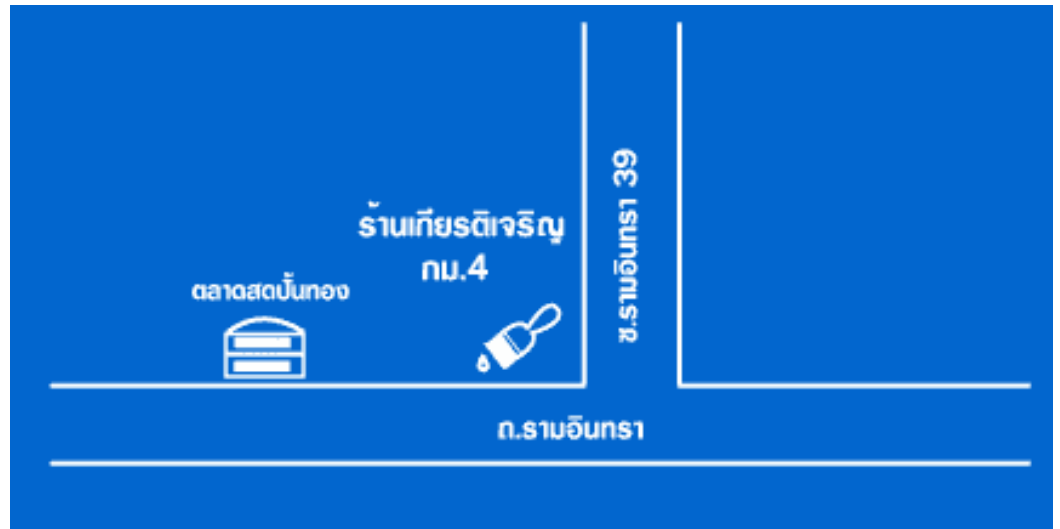 ร้านเกียรติเจริญ
กม.4
ตลาดสดปั้นทอง
ซ.รามอินทรา 39
ถ.รามอินทรา